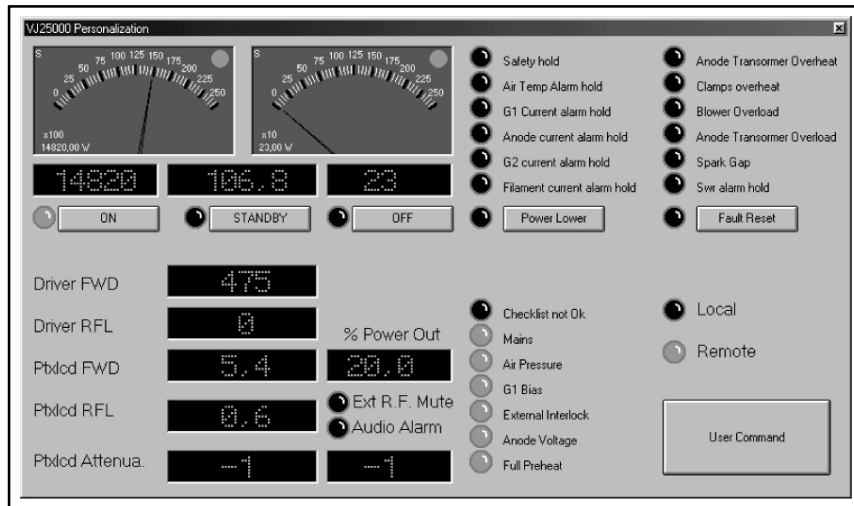 VJ25000 Personalization
S
0 25 50 75 100 125 150 175 200 225 250
x100
14820,00 W
S
0 25 50 75 100 125 150 175 200 225 250
x10
23,00 W
14820 106,8 23
ON STANDBY OFF
Safety hold
Air Temp Alarm hold
G1 Current alarm hold
Anode current alarm hold
G2 current alarm hold
Filament current alarm hold
Power Lower
Anode Transormer Overheat
Clamps overheat
Blower Overload
Anode Transormer Overload
Spark Gap
Swr alarm hold
Fault Reset
Driver FWD 475
Driver RFL 0
% Power Out
Ptxlcd FWD 5,4 20,0
Ptxlcd RFL 0,6
Ext R.F. Mute
Audio Alarm
Ptxlcd Attenua. -1 -1
Checklist not Ok
Mains
Air Pressure
G1 Bias
External Interlock
Anode Voltage
Full Preheat
Local
Remote
User Command